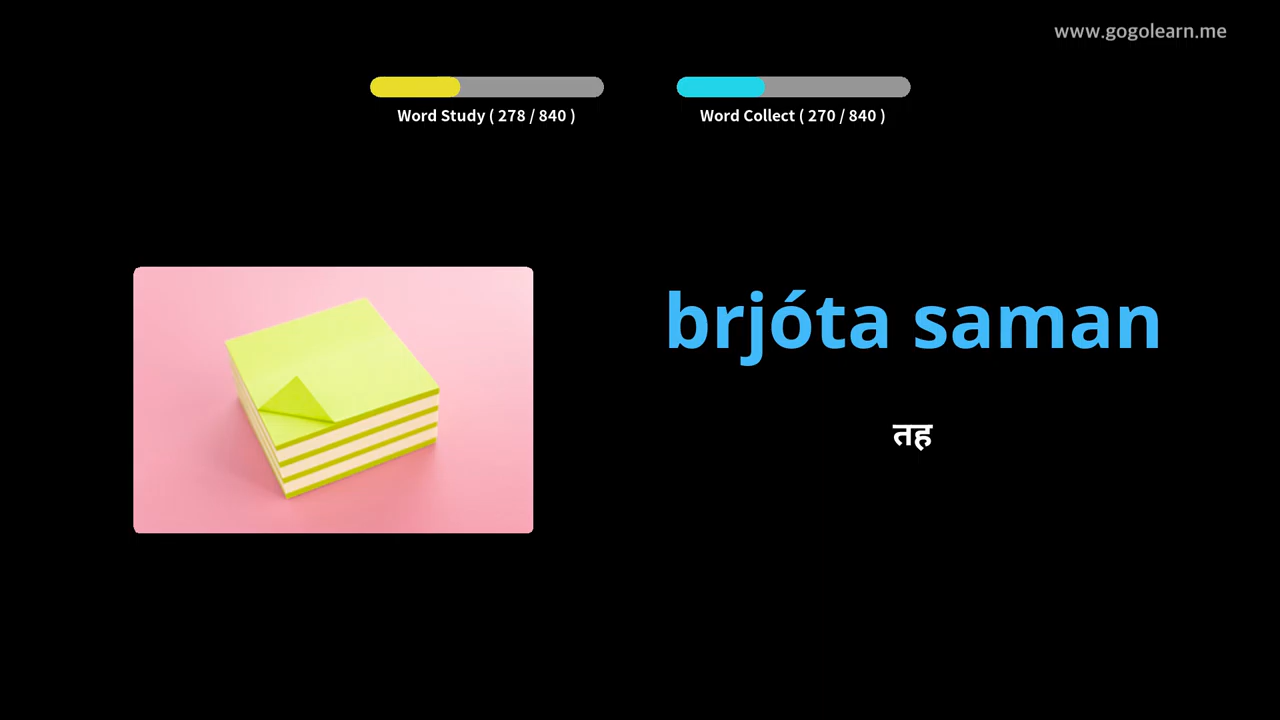 www.gogolearn.me
Word Study ( 278 / 840 )
Word Collect ( 270 / 840 )
brjóta saman
तह